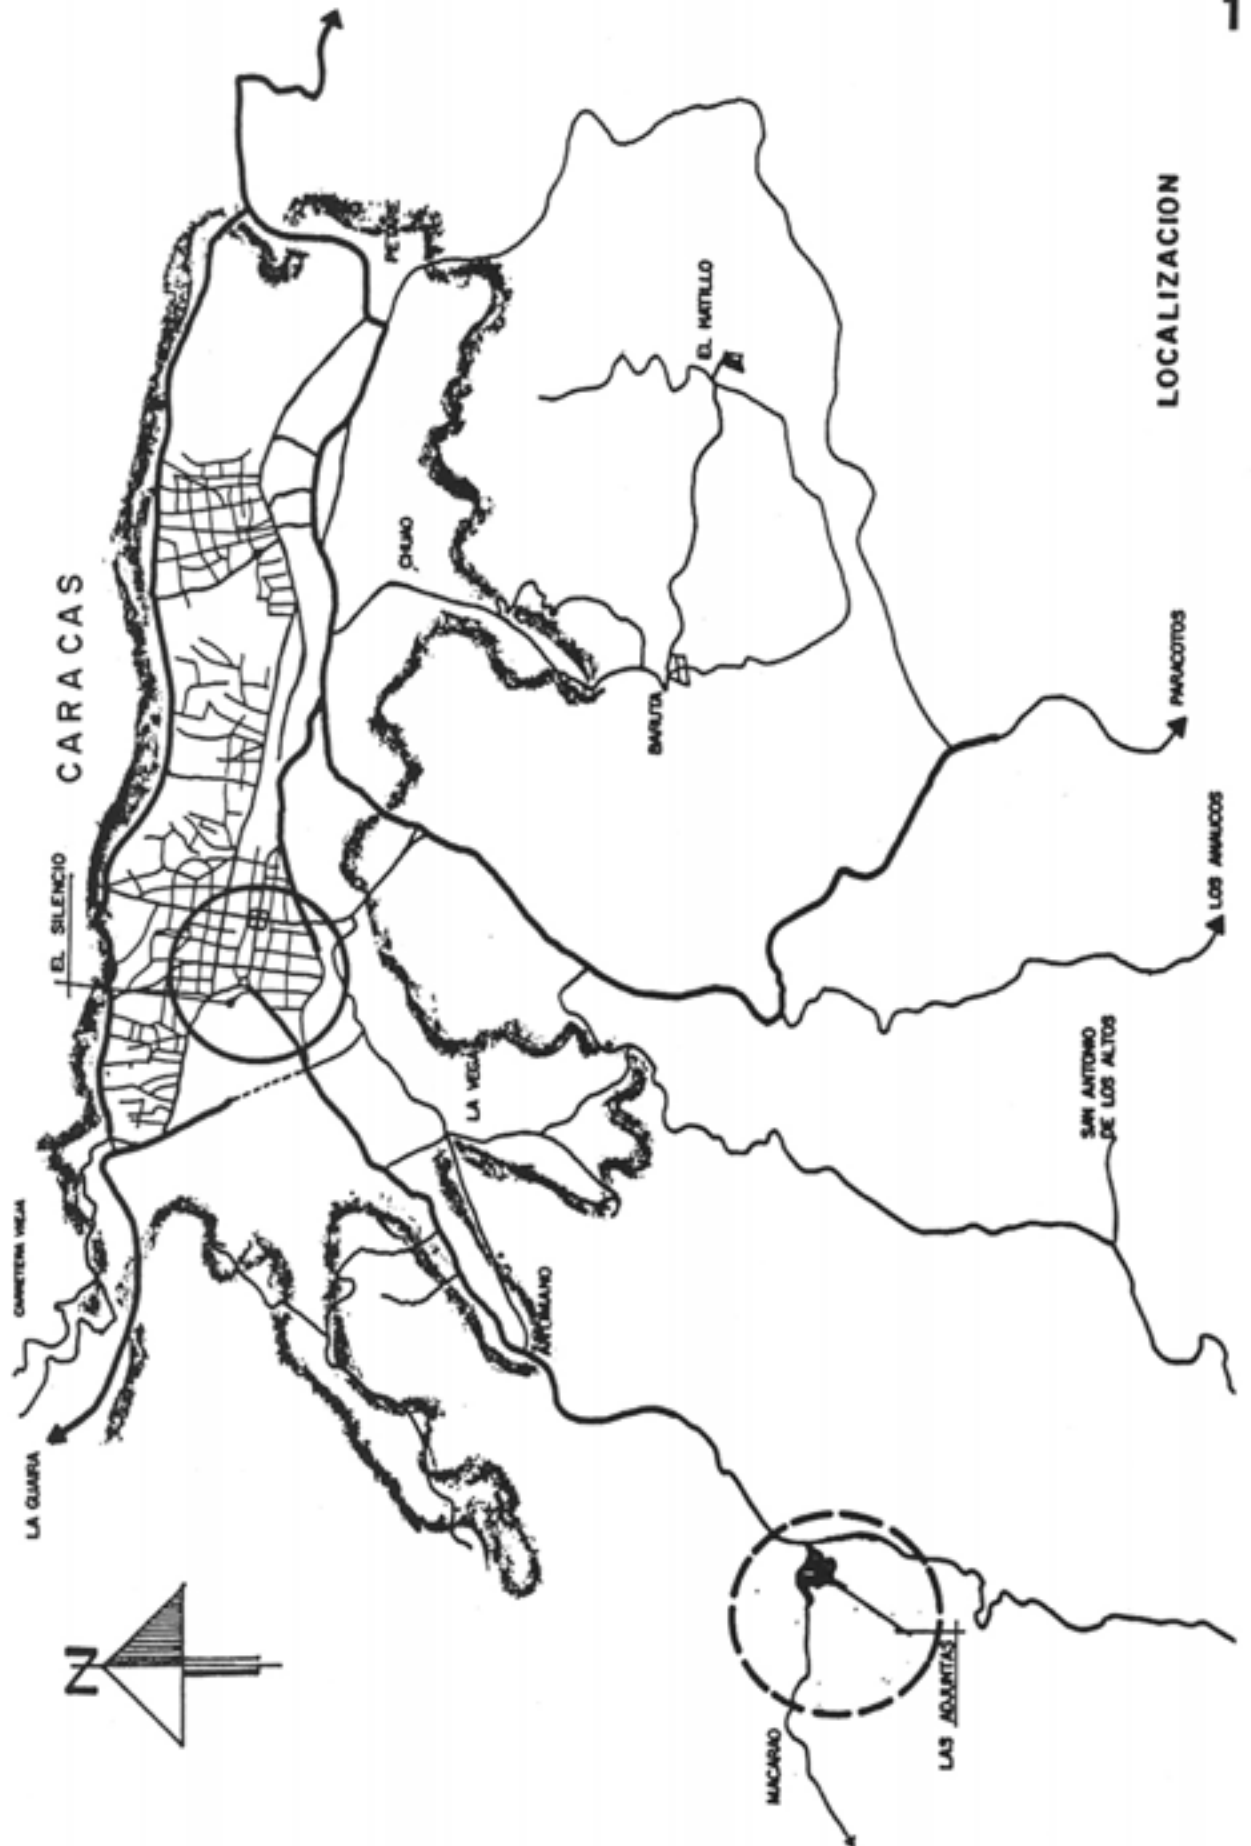 1
CARACAS
EL SILENCIO
CARRETERA VIEJA
LA GUAIRA
N
PETARE
CHUAO
EL HATILLO
BARUTA
LA VEGA
ANTIMANO
SAN ANTONIO
DE LOS ALTOS
LOS ANAUCOS
PARACOTOS
MACARAO
LAS ADJUNTAS
LOCALIZACION